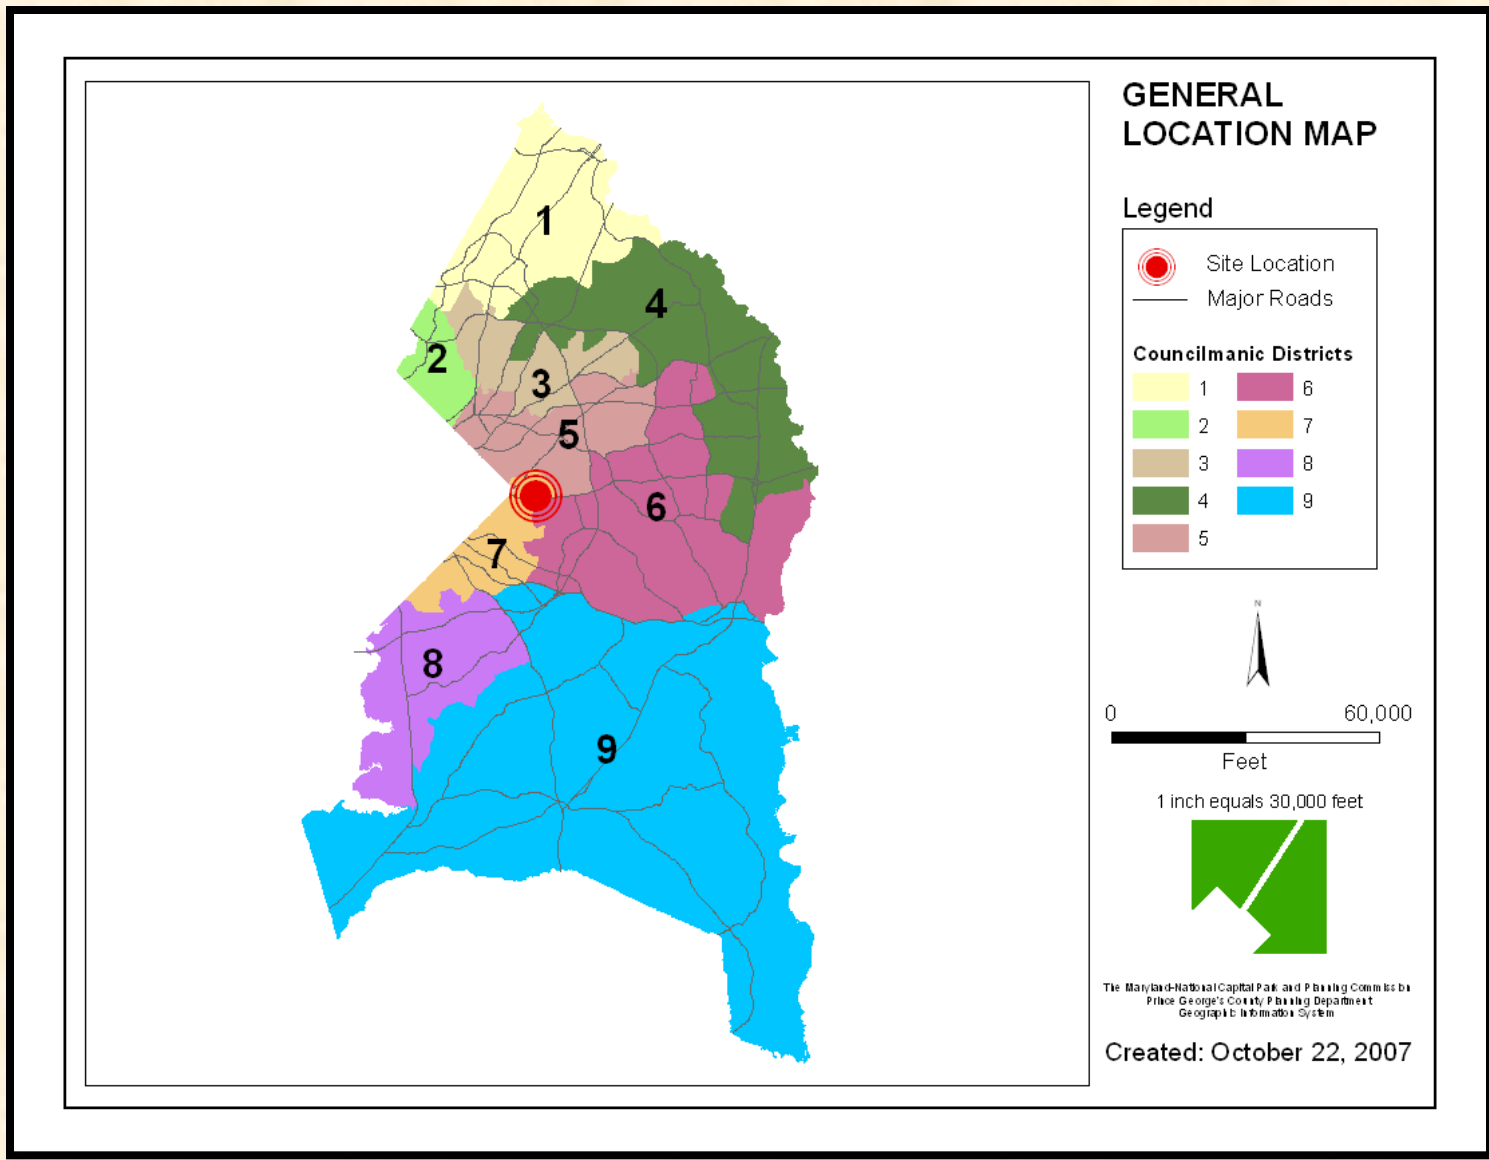 GENERAL
LOCATION MAP
Legend
Site Location
Major Roads
Councilmanic Districts
1 6
2 7
3 8
4 9
5
1
4
2
3
5
6
7
8
9
N
0 60,000
Feet
1 inch equals 30,000 feet
The Maryland-National Capital Park and Planning Commission
Prince George's County Planning Department
Geographic Information System
Created: October 22, 2007